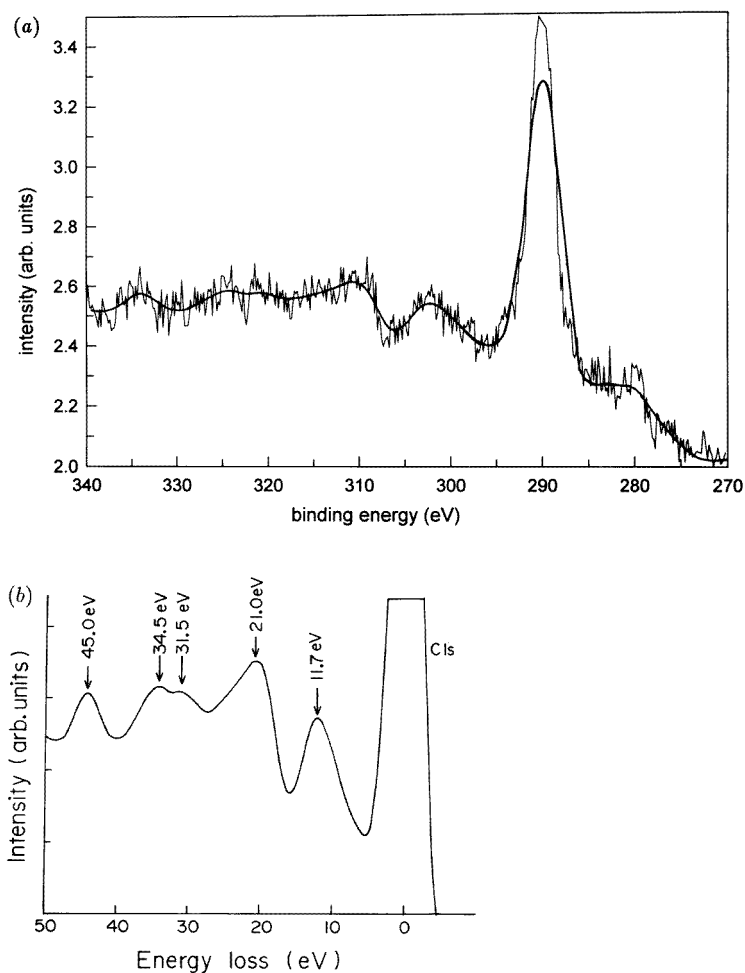 (a)
3.4
3.2
3.0
2.8
2.6
2.4
2.2
2.0
intensity (arb. units)
340 330 320 310 300 290 280 270
binding energy (eV)
(b)
45.0 eV
34.5 eV
31.5 eV
21.0 eV
11.7 eV
C1s
Intensity (arb. units)
50 40 30 20 10 0
Energy loss (eV)